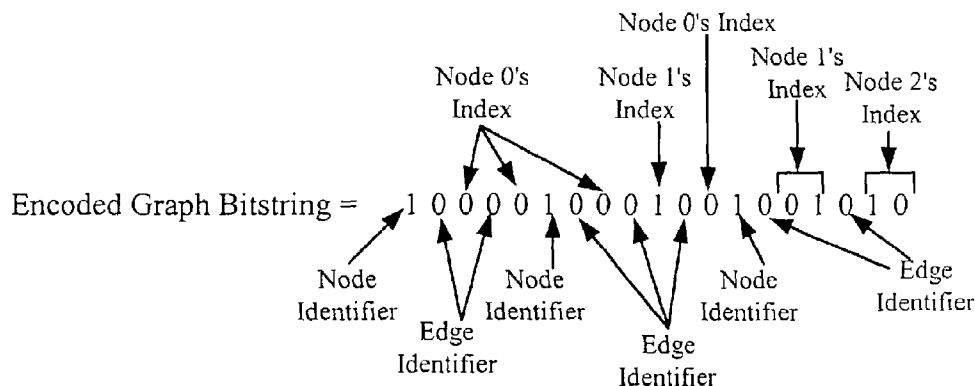 Node 0's Index
Node 0's
Index
Node 1's
Index
Node 1's
Index
Node 2's
Index
Encoded Graph Bitstring = 1 0 0 0 0 1 0 0 0 1 0 0 1 0 0 1 0 1 0
Node
Identifier
Edge
Identifier
Node
Identifier
Edge
Identifier
Node
Identifier
Edge
Identifier